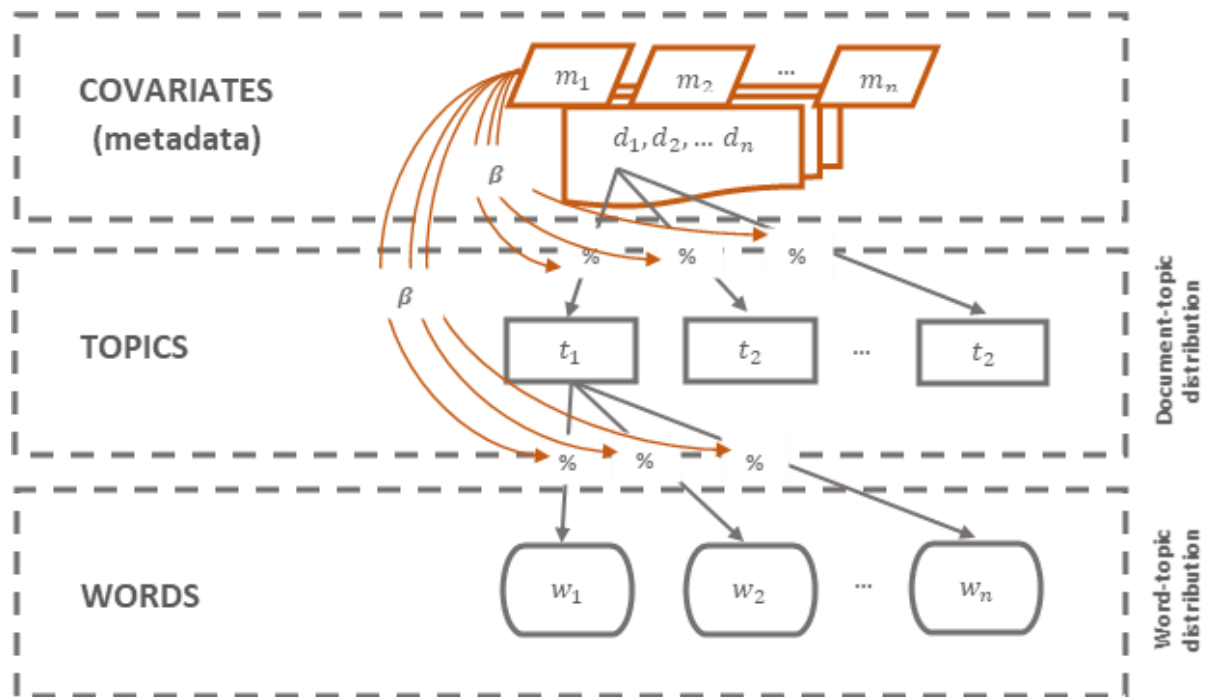 m₁ m₂ ... mₙ
COVARIATES
(metadata)
d₁, d₂, ... dₙ
β
% % %
β
TOPICS
t₁ t₂ ... t₂
Document-topic
distribution
% % %
WORDS
w₁ w₂ ... wₙ
Word-topic
distribution